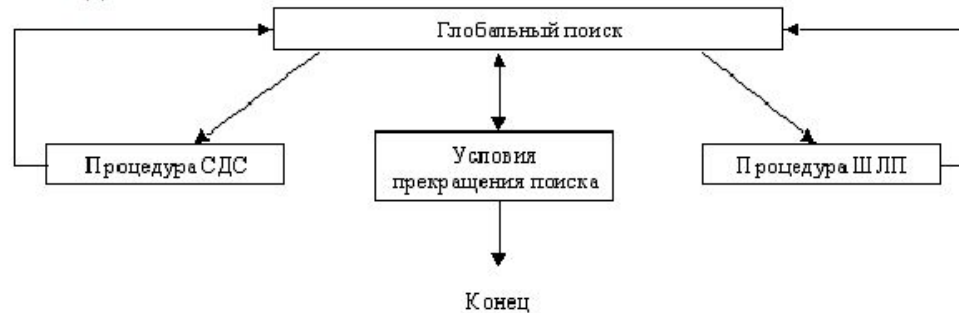 Глобальный поиск
Процедура СДС
Условия
прекращения поиска
Процедура ШЛП
Конец